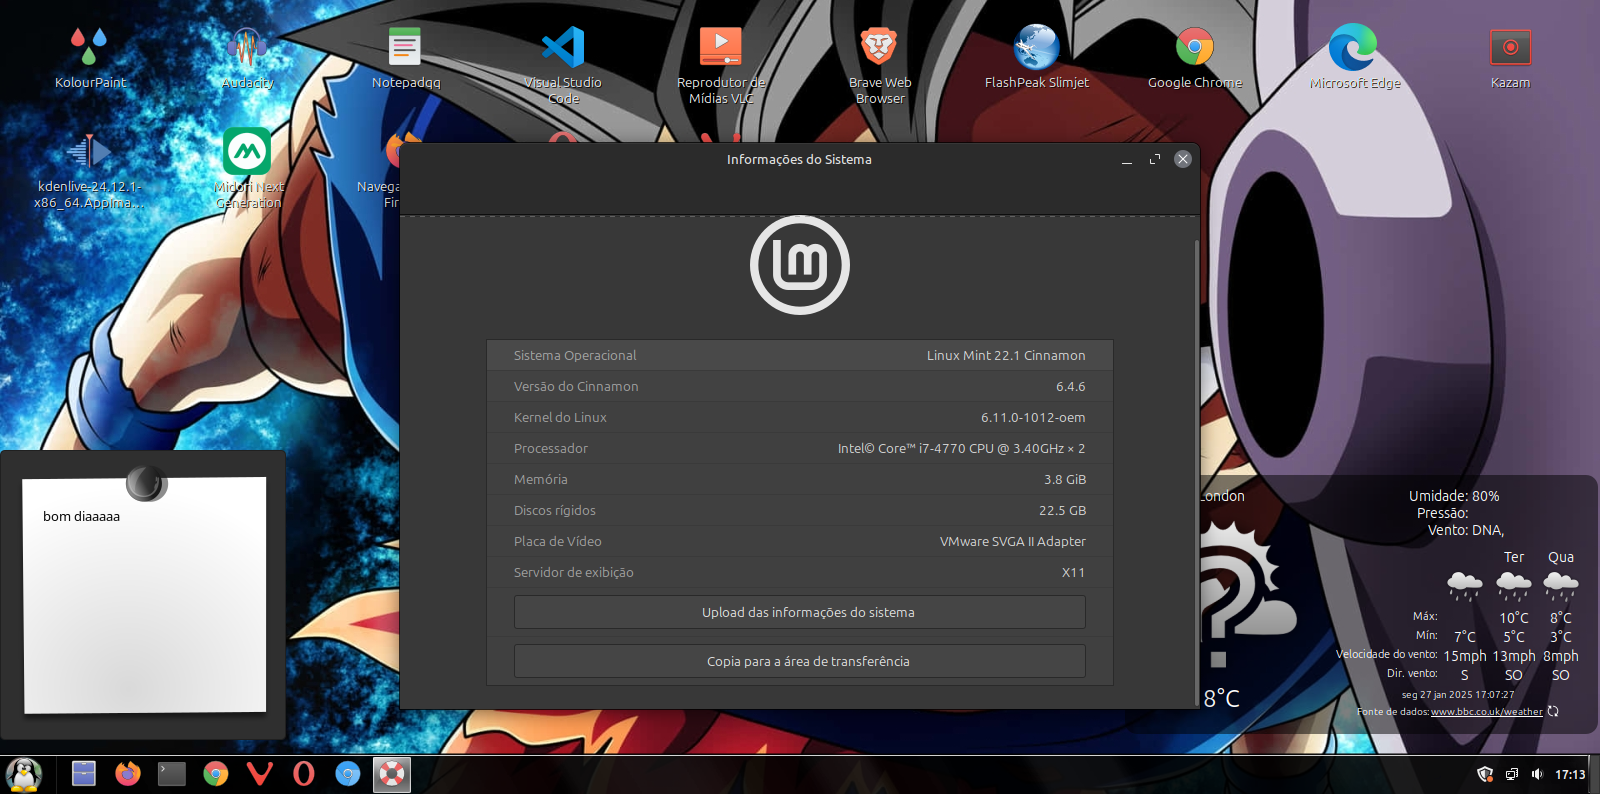 KolourPaint
Audacity
Notepadqq
Visual Studio
Code
Reprodutor de
Mídias VLC
Brave Web
Browser
FlashPeak Slimjet
Google Chrome
Microsoft Edge
Kazam
kdenlive-24.12.1-
x86_64.AppIma...
Midori Next
Generation
Navega
Fir
Informações do Sistema
Sistema Operacional Linux Mint 22.1 Cinnamon
Versão do Cinnamon 6.4.6
Kernel do Linux 6.11.0-1012-oem
Processador Intel© Core™ i7-4770 CPU @ 3.40GHz × 2
Memória 3.8 GiB
Discos rígidos 22.5 GB
Placa de Vídeo VMware SVGA II Adapter
Servidor de exibição X11
Upload das informações do sistema
Copia para a área de transferência
bom diaaaaa
London
8°C
Umidade: 80%
Pressão:
Vento: DNA,
Ter Qua
Máx: 10°C 8°C
Mín: 7°C 5°C 3°C
Velocidade do vento: 15mph 13mph 8mph
Dir. vento: S SO SO
seg 27 jan 2025 17:07:27
Fonte de dados: www.bbc.co.uk/weather
17:13